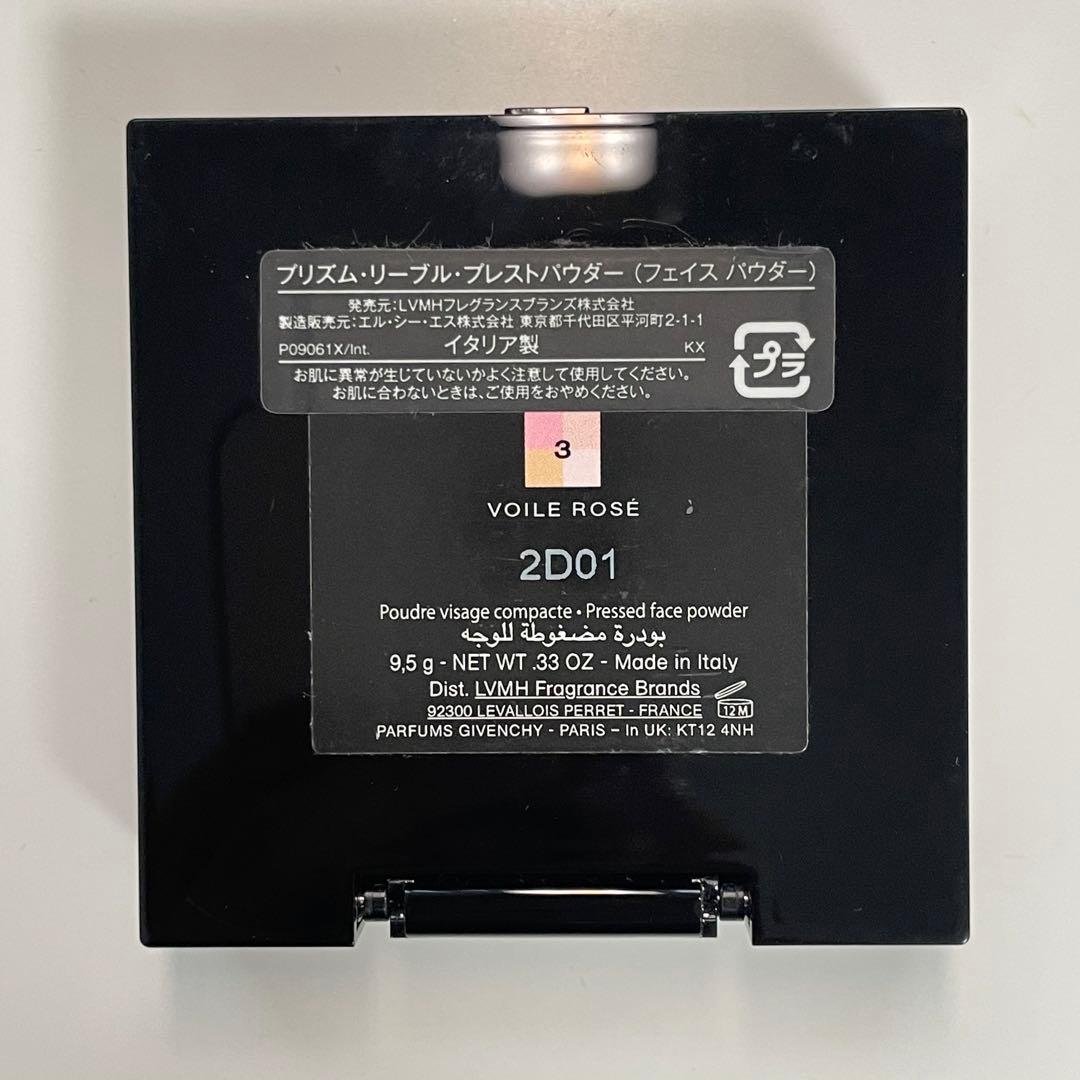 プリズム・リーブル・プレストパウダー（フェイス パウダー）
発売元：LVMHフレグランスブランズ株式会社
製造販売元：エル・シー・エス株式会社 東京都千代田区平河町2-1-1
P09061X/Int. イタリア製 KX
プラ
お肌に異常が生じていないかよく注意して使用してください。
お肌に合わないときは、ご使用をおやめください。
3
VOILE ROSÉ
2D01
Poudre visage compacte • Pressed face powder
بودرة مضغوطة للوجه
9,5 g - NET WT .33 OZ - Made in Italy
Dist. LVMH Fragrance Brands
92300 LEVALLOIS PERRET - FRANCE 12M
PARFUMS GIVENCHY - PARIS – In UK: KT12 4NH